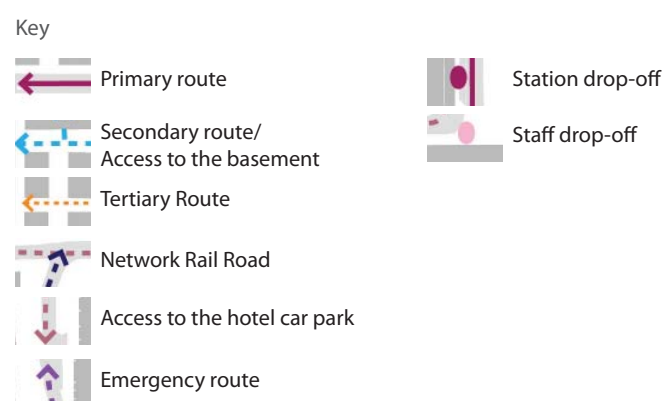 Key
Primary route
Secondary route/
Access to the basement
Tertiary Route
Network Rail Road
Access to the hotel car park
Emergency route
Station drop-off
Staff drop-off